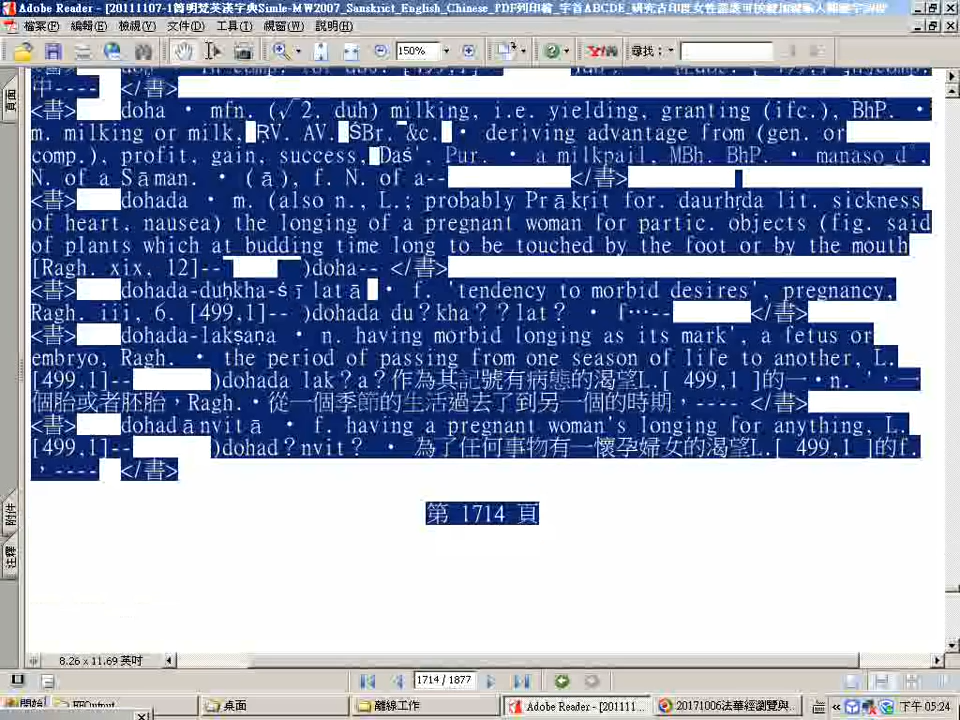 Adobe Reader - [20111107-1簡明梵英漢字典Simle-MW2007_Sanskrict_English_Chinese_PDF列印檔_字首ABCDE_研究古印度女性
檔案(F) 編輯(E) 檢視(V) 文件(D) 工具(T) 視窗(W) 說明(H)
150% 尋找：
頁面
中---- </書>
<書> doha ‧ mfn. (√ 2. duh) milking, i.e. yielding, granting (ifc.), BhP. ‧
m. milking or milk, ṚV. AV. ŚBr. &c. ‧ deriving advantage from (gen. or
comp.), profit, gain, success, Daś., Pur. ‧ a milkpail, MBh. BhP. ‧ manaso_d°,
N. of a Sāman. ‧ (ā), f. N. of a-- </書>
<書> dohada ‧ m. (also n., L.; probably Prākṛit for. daurhṛda lit. sickness
of heart, nausea) the longing of a pregnant woman for partic. objects (fig. said
of plants which at budding time long to be touched by the foot or by the mouth
[Ragh. xix, 12]-- )doha-- </書>
<書> dohada-duḥkha-śīlatā ‧ f. 'tendency to morbid desires', pregnancy,
Ragh. iii, 6. [499,1]-- )dohada du？kha？？lat？ ‧ f…-- </書>
<書> dohada-lakṣaṇa ‧ n. having morbid longing as its mark', a fetus or
embryo, Ragh. ‧ the period of passing from one season of life to another, L.
[499,1]-- )dohada lak？a？作為其記號有病態的渴望L.[ 499,1 ]的一‧n. '，一
個胎或者胚胎，Ragh.‧從一個季節的生活過去了到另一個的時期，---- </書>
<書> dohadānvitā ‧ f. having a pregnant woman's longing for anything, L.
[499,1]-- )dohad？nvit？ ‧ 為了任何事物有一懷孕婦女的渴望L.[ 499,1 ]的f.
，---- </書>
第 1714 頁
附件
注釋
8.26 x 11.69 英吋
1714 / 1877
開始 桌面 離線工作 Adobe Reader - [201111... 20171006法華經瀏覽與... 下午 05:24